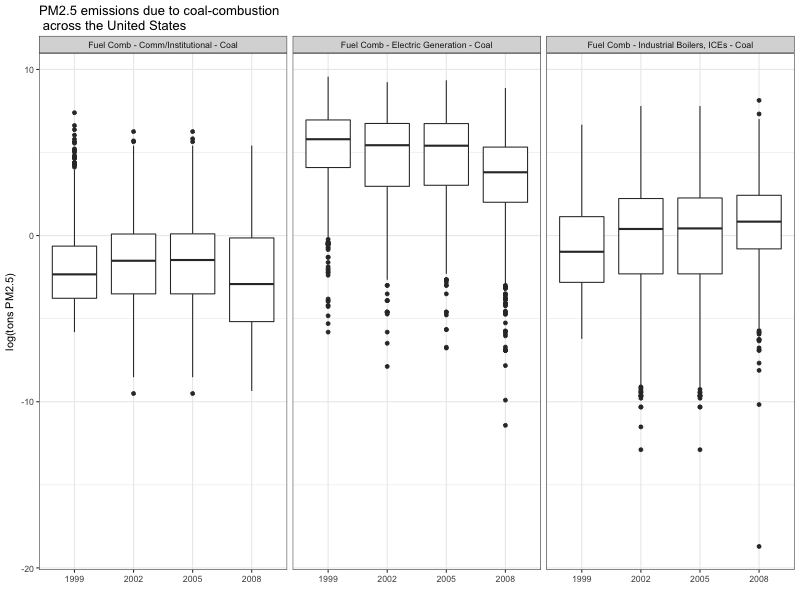 PM2.5 emissions due to coal-combustion
across the United States
Fuel Comb - Comm/Institutional - Coal
Fuel Comb - Electric Generation - Coal
Fuel Comb - Industrial Boilers, ICEs - Coal
log(tons PM2.5)
10
0
-10
-20
1999 2002 2005 2008
1999 2002 2005 2008
1999 2002 2005 2008